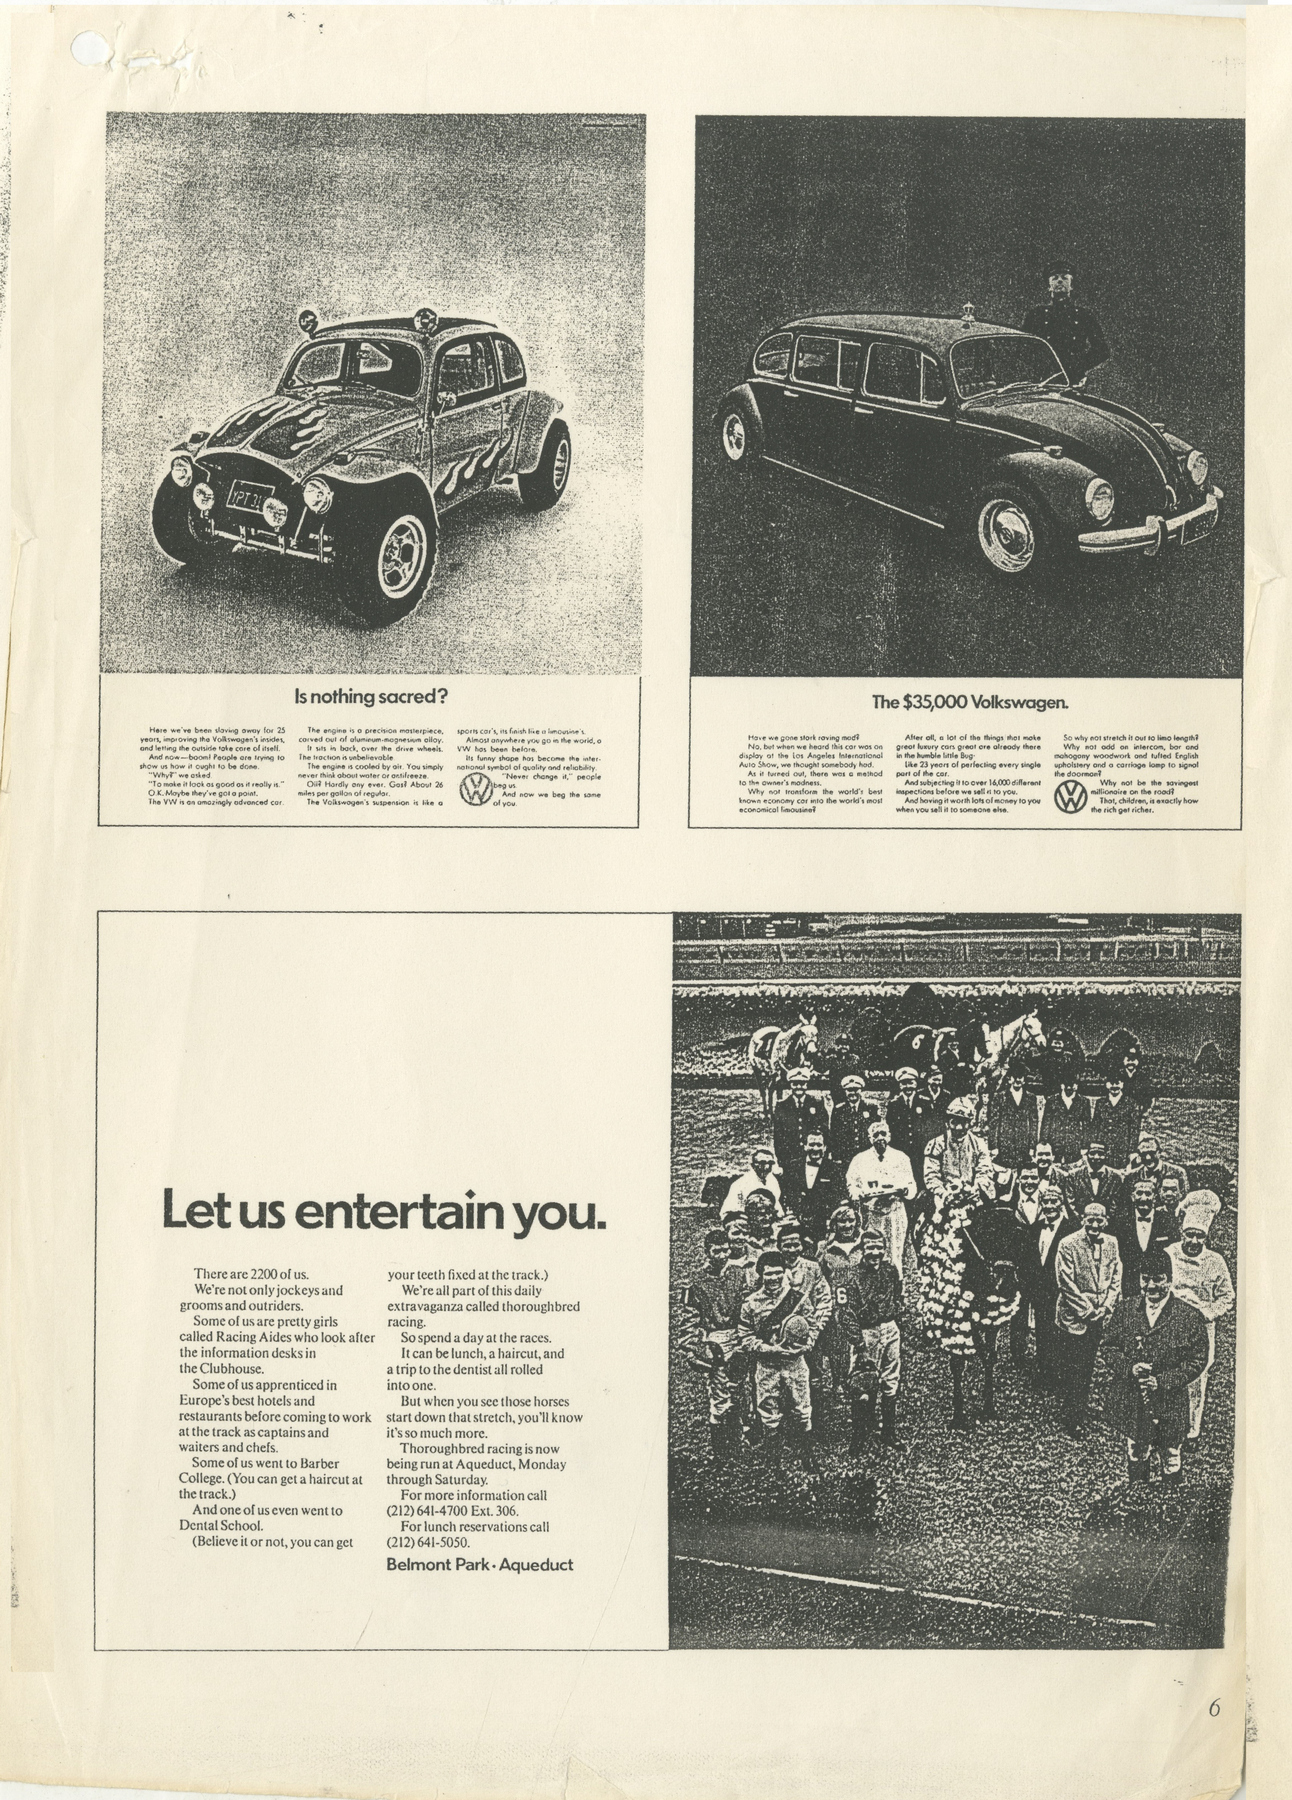 YPT 31
Is nothing sacred?
Here we've been slaving away for 25
years, improving the Volkswagen's insides,
and letting the outside take care of itself.
And now—boom! People are trying to
show us how it ought to be done.
"Why?" we asked.
"To make it look as good as it really is."
O.K. Maybe they've got a point.
The VW is an amazingly advanced car.
The engine is a precision masterpiece,
carved out of aluminum-magnesium alloy.
It sits in back, over the drive wheels.
The traction is unbelievable.
The engine is cooled by air. You simply
never think about water or antifreeze.
Oil? Hardly any ever. Gas? About 26
miles per gallon of regular.
The Volkswagen's suspension is like a
sports car's, its finish like a limousine's.
Almost anywhere you go in the world, a
VW has been before.
Its funny shape has become the inter-
national symbol of quality and reliability.
"Never change it," people
beg us.
And now we beg the same
of you.
The $35,000 Volkswagen.
Have we gone stark raving mad?
No, but when we heard this car was on
display at the Los Angeles International
Auto Show, we thought somebody had.
As it turned out, there was a method
to the owner's madness.
Why not transform the world's best
known economy car into the world's most
economical limousine?
After all, a lot of the things that make
great luxury cars great are already there
in the humble little Bug:
Like 23 years of perfecting every single
part of the car.
And subjecting it to over 16,000 different
inspections before we sell it to you.
And having it worth lots of money to you
when you sell it to someone else.
So why not stretch it out to limo length?
Why not add an intercom, bar and
mahogany woodwork and tufted English
upholstery and a carriage lamp to signal
the doorman?
Why not be the savingest
millionaire on the road?
That, children, is exactly how
the rich get richer.
Let us entertain you.
There are 2200 of us.
We're not only jockeys and
grooms and outriders.
Some of us are pretty girls
called Racing Aides who look after
the information desks in
the Clubhouse.
Some of us apprenticed in
Europe's best hotels and
restaurants before coming to work
at the track as captains and
waiters and chefs.
Some of us went to Barber
College. (You can get a haircut at
the track.)
And one of us even went to
Dental School.
(Believe it or not, you can get
your teeth fixed at the track.)
We're all part of this daily
extravaganza called thoroughbred
racing.
So spend a day at the races.
It can be lunch, a haircut, and
a trip to the dentist all rolled
into one.
But when you see those horses
start down that stretch, you'll know
it's so much more.
Thoroughbred racing is now
being run at Aqueduct, Monday
through Saturday.
For more information call
(212) 641-4700 Ext. 306.
For lunch reservations call
(212) 641-5050.
Belmont Park · Aqueduct
6